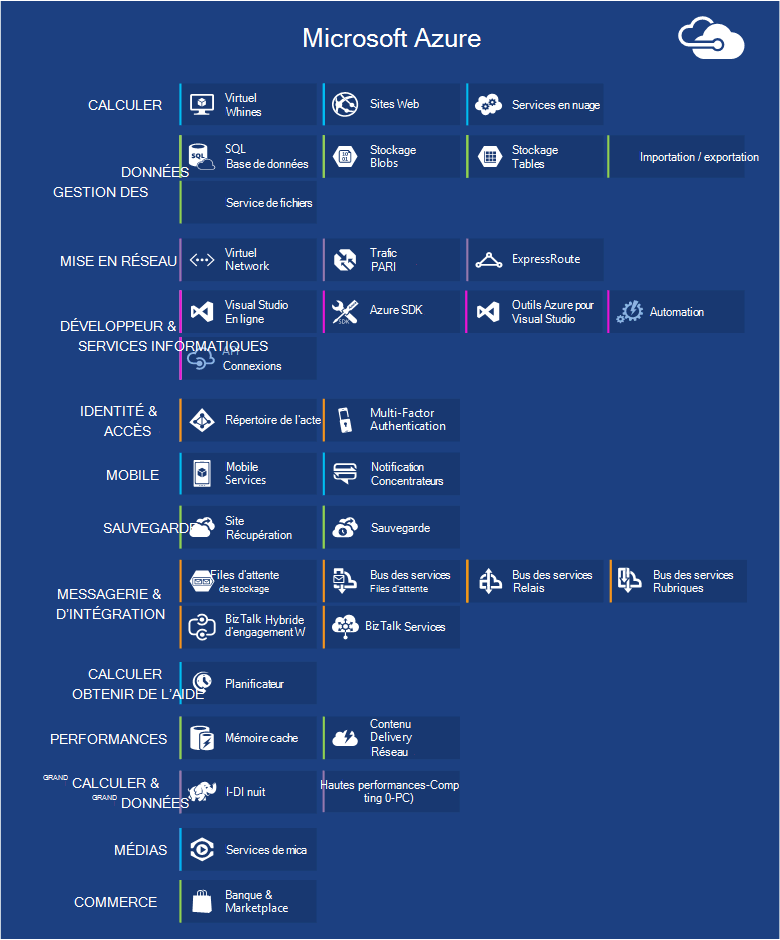 Microsoft Azure
CALCULER
Virtuel
Whines
Sites Web
Services en nuage
DONNÉES
GESTION DES
SQL
Base de données
Stockage
Blobs
Stockage
Tables
Importation / exportation
Service de fichiers
MISE EN RÉSEAU
Virtuel
Network
Trafic
PARI
ExpressRoute
DÉVELOPPEUR &
SERVICES INFORMATIQUES
Visual Studio
En ligne
SDK
Azure SDK
Outils Azure pour
Visual Studio
Automation
API
Connexions
IDENTITÉ &
ACCÈS
Répertoire de l'acte
Multi-Factor
Authentication
MOBILE
Mobile
Services
Notification
Concentrateurs
SAUVEGARDE
Site
Récupération
Sauvegarde
MESSAGERIE &
D'INTÉGRATION
Files d'attente
de stockage
Bus des services
Files d'attente
Bus des services
Relais
Bus des services
Rubriques
BizTalk Hybride
d'engagement W
BizTalk Services
CALCULER
OBTENIR DE L'AIDE
Planificateur
PERFORMANCES
Mémoire cache
Contenu
Delivery
Réseau
GRAND CALCULER &
GRAND DONNÉES
I-DI nuit
Hautes performances-Comp
ting 0-PC)
MÉDIAS
Services de mica
COMMERCE
Banque &
Marketplace